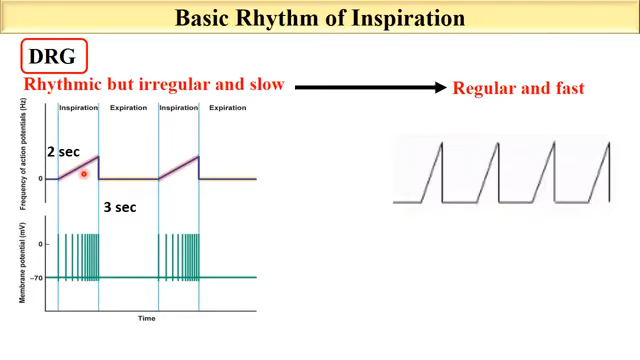 Basic Rhythm of Inspiration
DRG
Rhythmic but irregular and slow
Regular and fast
Inspiration Expiration Inspiration Expiration
Frequency of action potentials (Hz)
2 sec
0
3 sec
Membrane potential (mV)
0
–70
Time